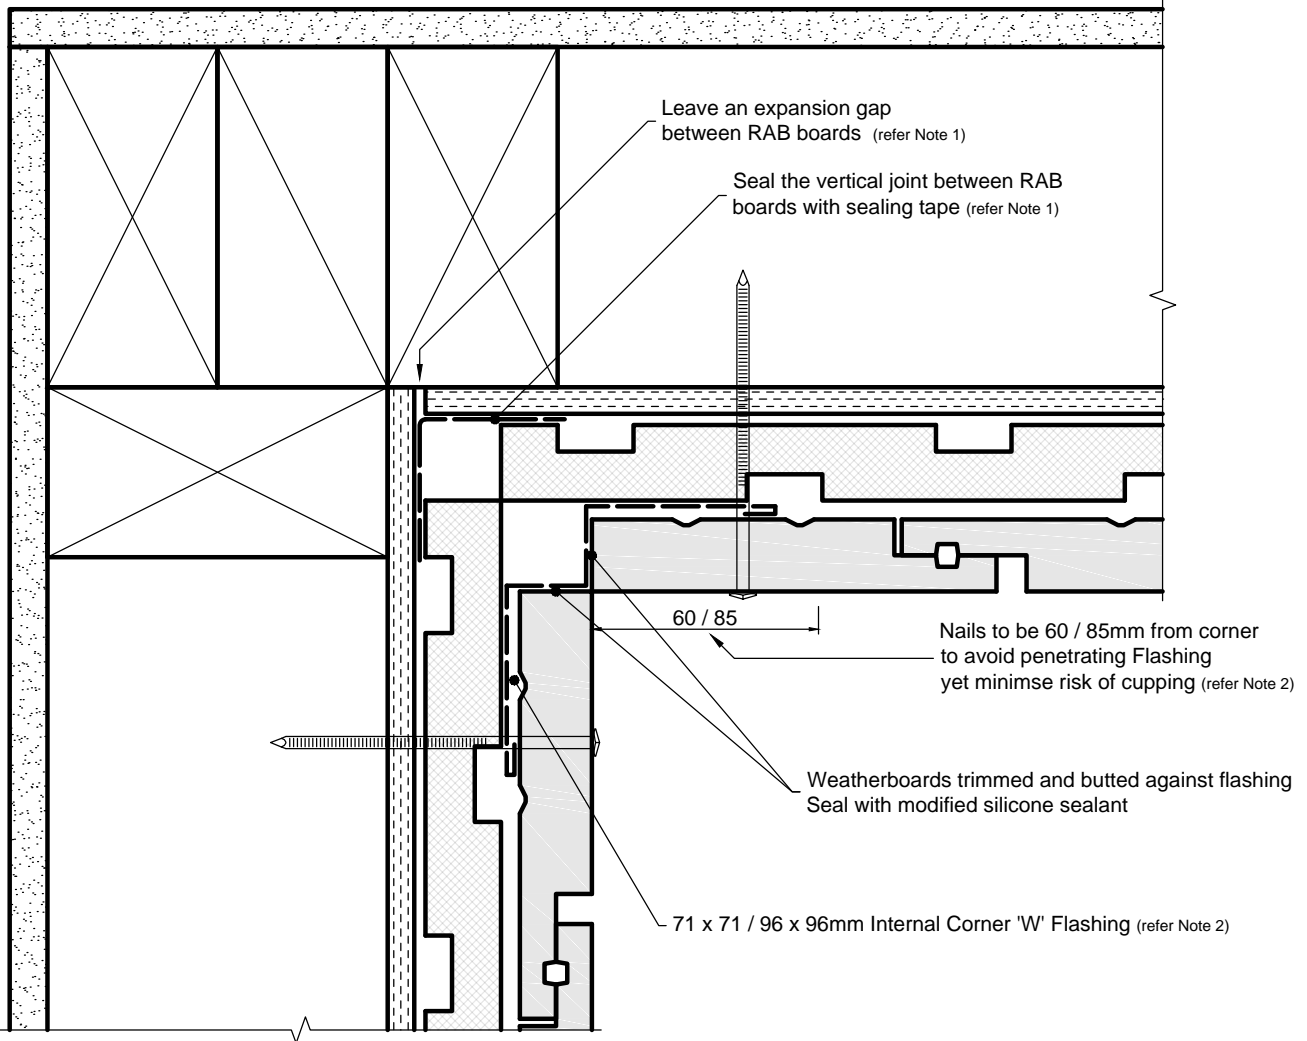 Leave an expansion gap
between RAB boards (refer Note 1)
Seal the vertical joint between RAB
boards with sealing tape (refer Note 1)
60 / 85
Nails to be 60 / 85mm from corner
to avoid penetrating Flashing
yet minimse risk of cupping (refer Note 2)
Weatherboards trimmed and butted against flashing
Seal with modified silicone sealant
71 x 71 / 96 x 96mm Internal Corner 'W' Flashing (refer Note 2)